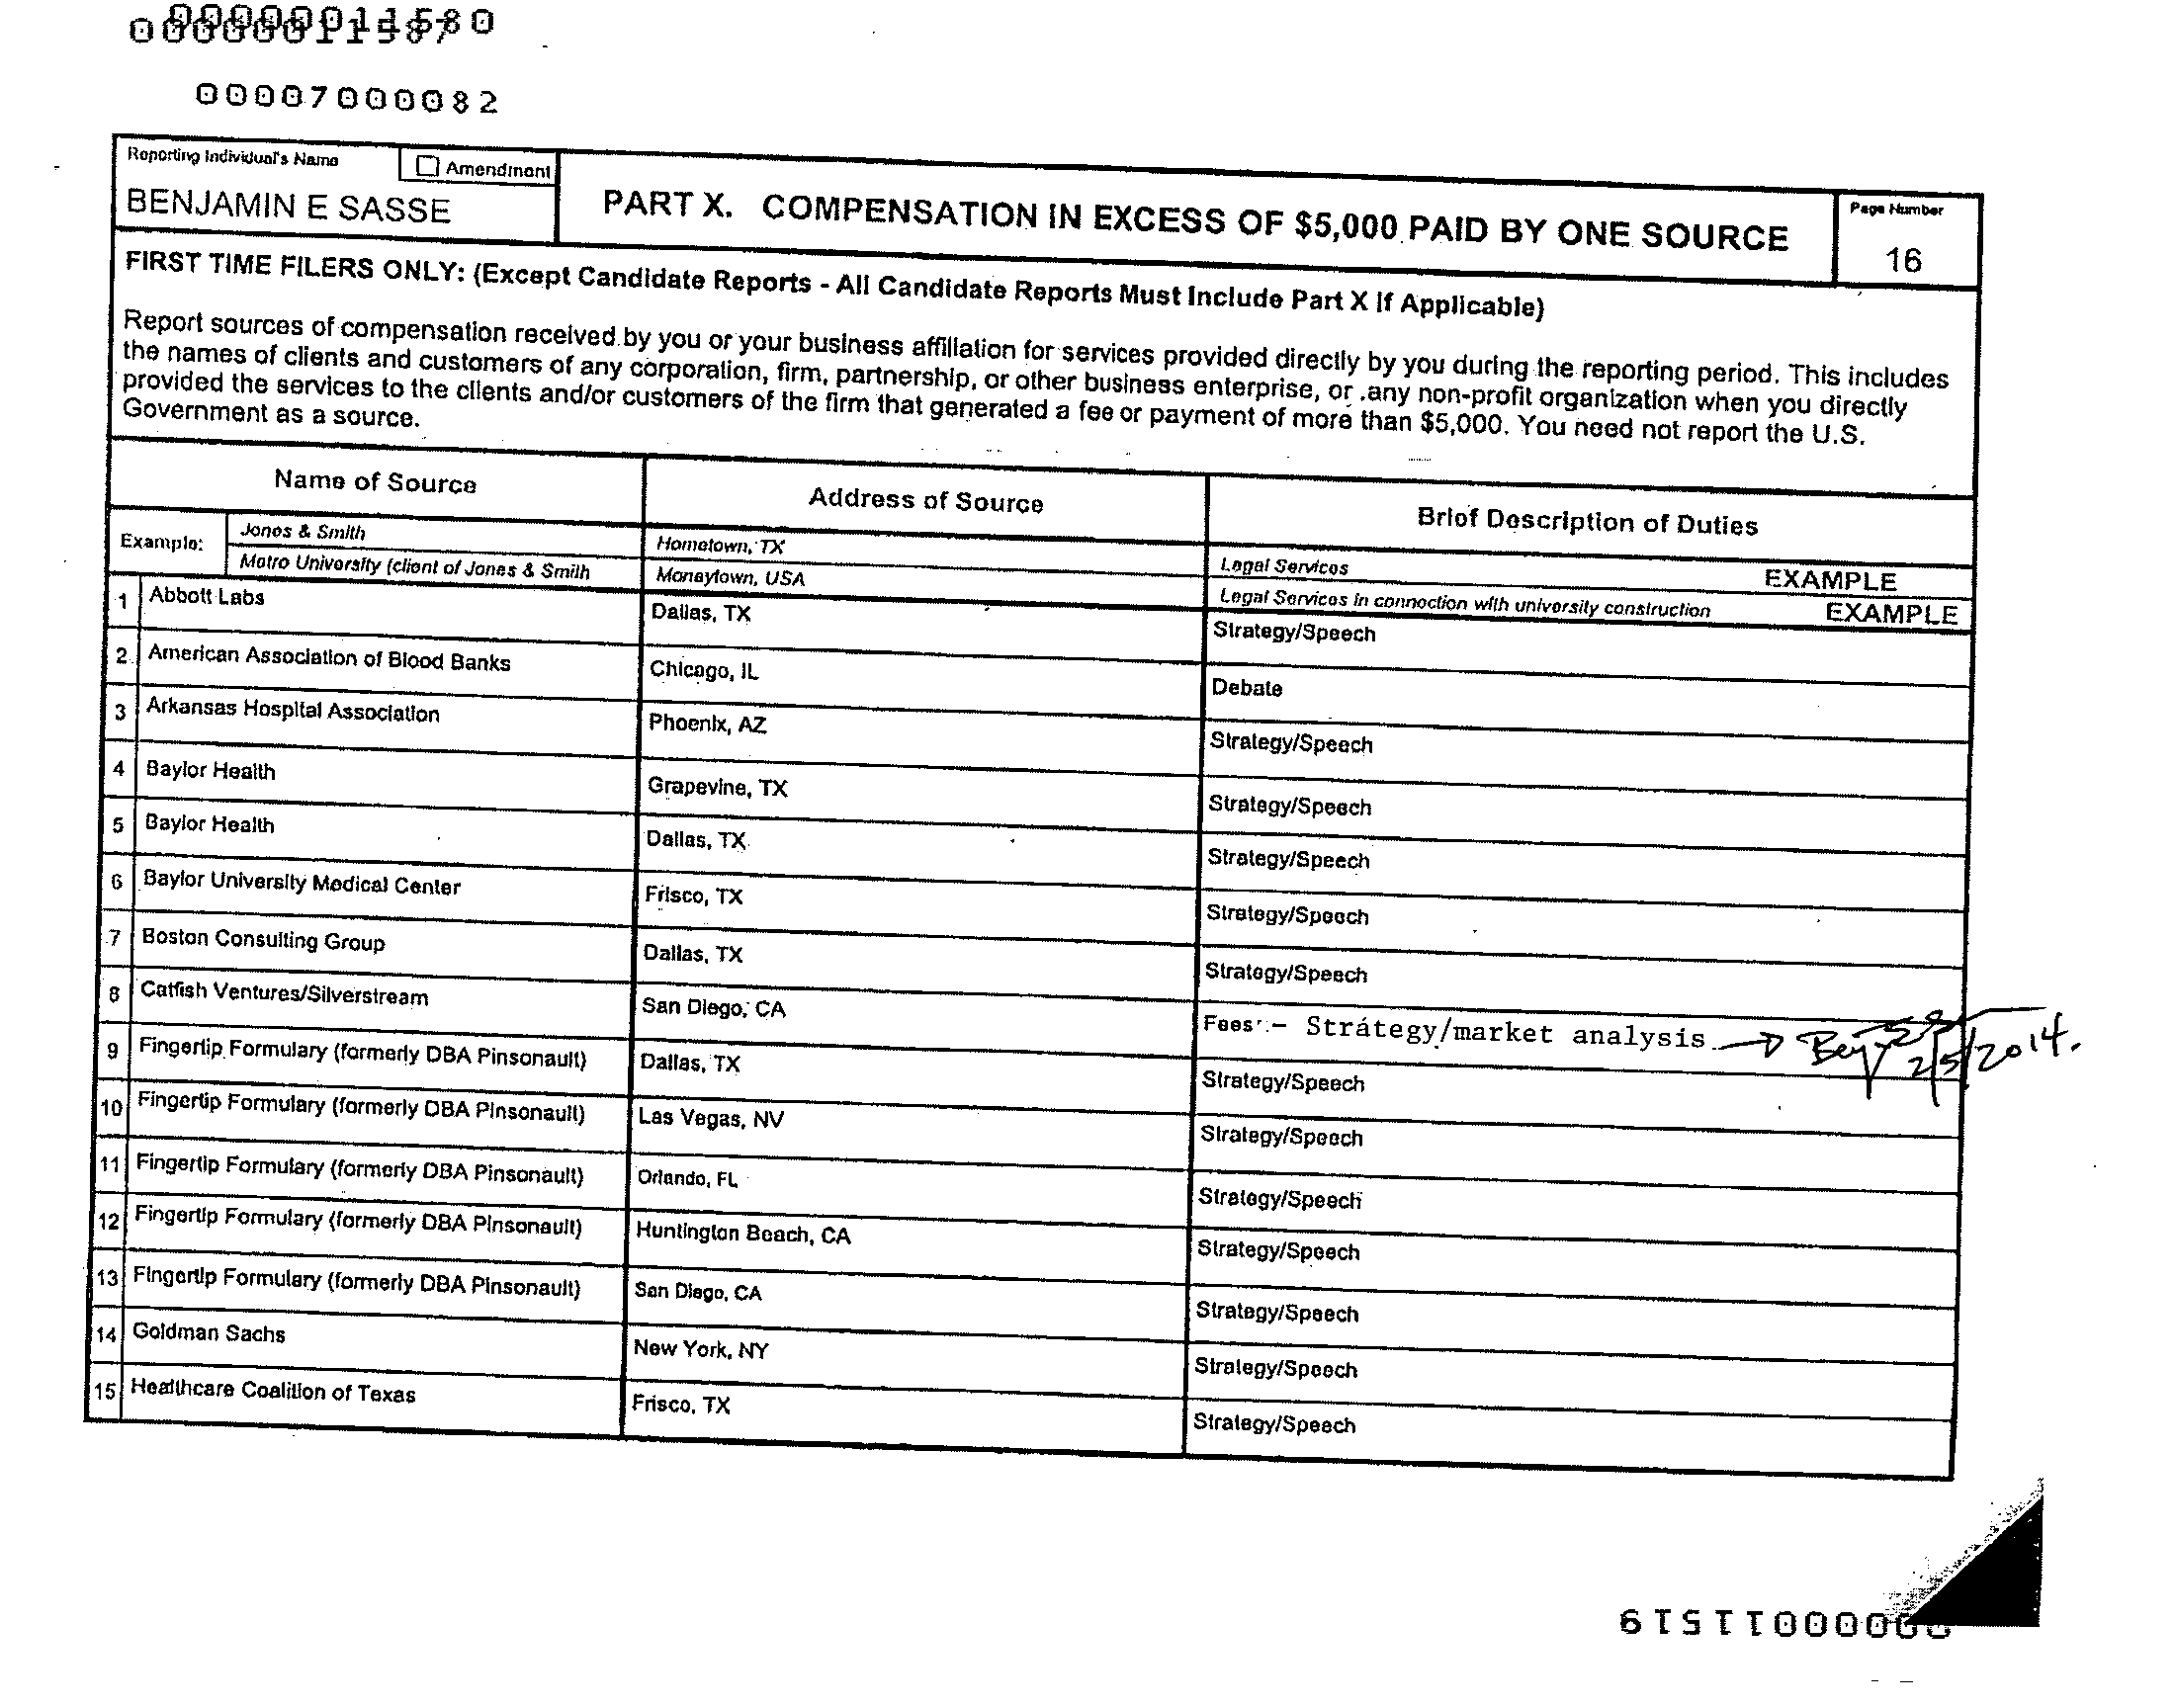 00007000082
Reporting Individual's Name
☐ Amendment
BENJAMIN E SASSE
PART X. COMPENSATION IN EXCESS OF $5,000 PAID BY ONE SOURCE
Page Number
16
FIRST TIME FILERS ONLY: (Except Candidate Reports - All Candidate Reports Must Include Part X If Applicable)
Report sources of compensation received by you or your business affiliation for services provided directly by you during the reporting period. This includes
the names of clients and customers of any corporation, firm, partnership, or other business enterprise, or any non-profit organization when you directly
provided the services to the clients and/or customers of the firm that generated a fee or payment of more than $5,000. You need not report the U.S.
Government as a source.
Name of Source Address of Source Brief Description of Duties
Example: Jones & Smith Hometown, TX Legal Services EXAMPLE
Metro University (client of Jones & Smith Moneytown, USA Legal Services in connection with university construction EXAMPLE
1 Abbott Labs Dallas, TX Strategy/Speech
2 American Association of Blood Banks Chicago, IL Debate
3 Arkansas Hospital Association Phoenix, AZ Strategy/Speech
4 Baylor Health Grapevine, TX Strategy/Speech
5 Baylor Health Dallas, TX Strategy/Speech
6 Baylor University Medical Center Frisco, TX Strategy/Speech
7 Boston Consulting Group Dallas, TX Strategy/Speech
8 Catfish Ventures/Silverstream San Diego, CA Fees - Strategy/market analysis → 2/5/2014.
9 Fingertip Formulary (formerly DBA Pinsonault) Dallas, TX Strategy/Speech
10 Fingertip Formulary (formerly DBA Pinsonault) Las Vegas, NV Strategy/Speech
11 Fingertip Formulary (formerly DBA Pinsonault) Orlando, FL Strategy/Speech
12 Fingertip Formulary (formerly DBA Pinsonault) Huntington Beach, CA Strategy/Speech
13 Fingertip Formulary (formerly DBA Pinsonault) San Diego, CA Strategy/Speech
14 Goldman Sachs New York, NY Strategy/Speech
15 Healthcare Coalition of Texas Frisco, TX Strategy/Speech